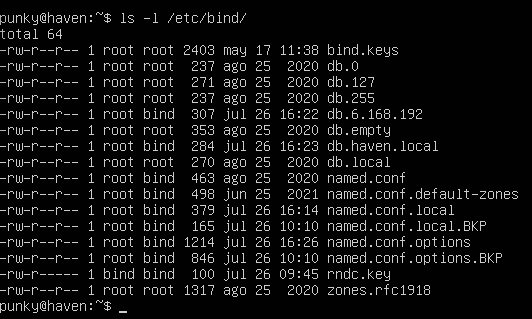 punky@haven:~$ ls -l /etc/bind/
total 64
-rw-r--r-- 1 root root 2403 may 17 11:38 bind.keys
-rw-r--r-- 1 root root  237 ago 25  2020 db.0
-rw-r--r-- 1 root root  271 ago 25  2020 db.127
-rw-r--r-- 1 root root  237 ago 25  2020 db.255
-rw-r--r-- 1 root bind  307 jul 26 16:22 db.6.168.192
-rw-r--r-- 1 root root  353 ago 25  2020 db.empty
-rw-r--r-- 1 root bind  284 jul 26 16:23 db.haven.local
-rw-r--r-- 1 root root  270 ago 25  2020 db.local
-rw-r--r-- 1 root bind  463 ago 25  2020 named.conf
-rw-r--r-- 1 root bind  498 jun 25  2021 named.conf.default-zones
-rw-r--r-- 1 root bind  379 jul 26 16:14 named.conf.local
-rw-r--r-- 1 root bind  165 jul 26 10:10 named.conf.local.BKP
-rw-r--r-- 1 root bind 1214 jul 26 16:26 named.conf.options
-rw-r--r-- 1 root bind  846 jul 26 10:10 named.conf.options.BKP
-rw-r----- 1 bind bind  100 jul 26 09:45 rndc.key
-rw-r--r-- 1 root root 1317 ago 25  2020 zones.rfc1918
punky@haven:~$ _